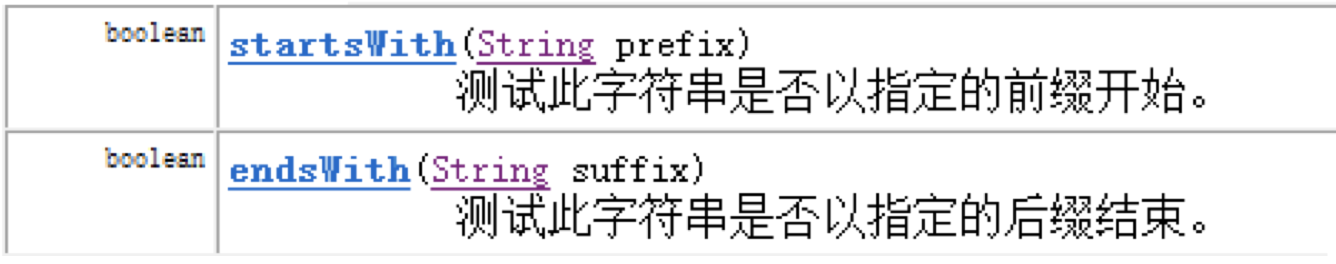 boolean startsWith(String prefix)
测试此字符串是否以指定的前缀开始。
boolean endsWith(String suffix)
测试此字符串是否以指定的后缀结束。